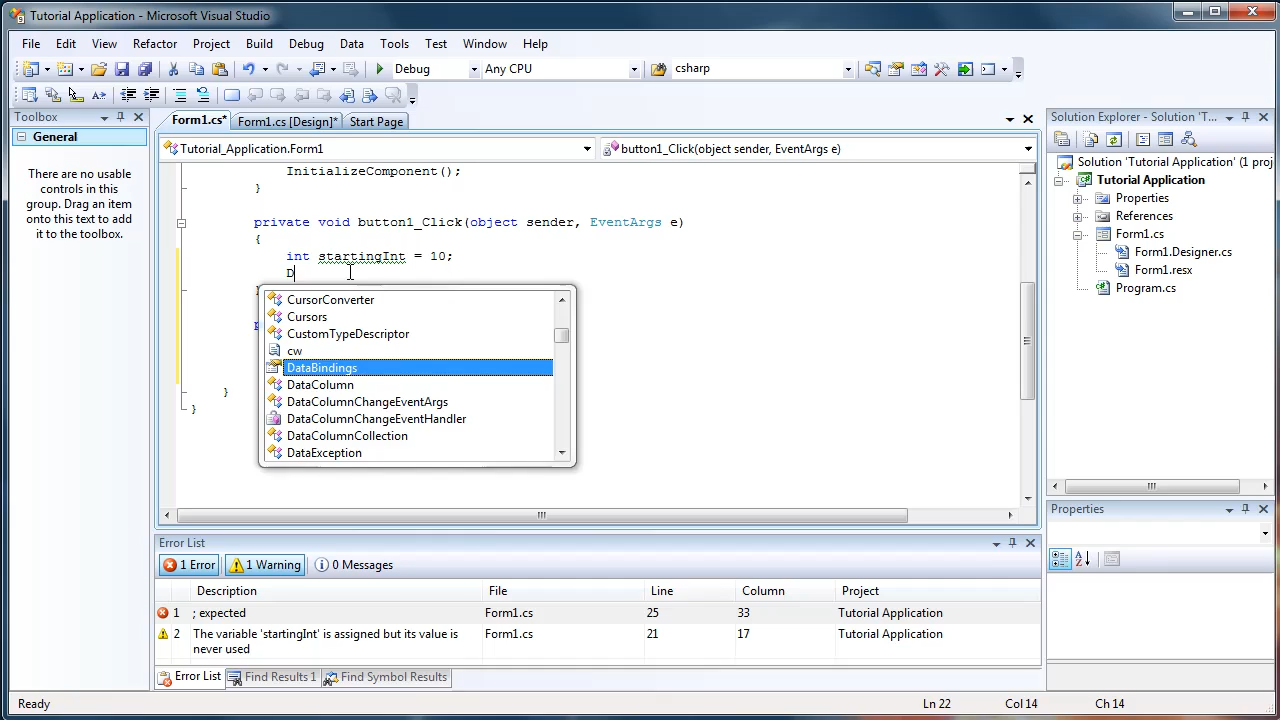 Tutorial Application - Microsoft Visual Studio
File Edit View Refactor Project Build Debug Data Tools Test Window Help
Debug Any CPU csharp
Toolbox
General
There are no usable
controls in this
group. Drag an item
onto this text to add
it to the toolbox.
Form1.cs* Form1.cs [Design]* Start Page
Tutorial_Application.Form1 button1_Click(object sender, EventArgs e)
InitializeComponent();
}
private void button1_Click(object sender, EventArgs e)
{
int startingInt = 10;
D
CursorConverter
Cursors
CustomTypeDescriptor
cw
DataBindings
DataColumn
DataColumnChangeEventArgs
DataColumnChangeEventHandler
DataColumnCollection
DataException
}
}
Solution Explorer - Solution 'T...
Solution 'Tutorial Application' (1 proj
Tutorial Application
Properties
References
Form1.cs
Form1.Designer.cs
Form1.resx
Program.cs
Properties
Error List
1 Error 1 Warning 0 Messages
Description File Line Column Project
1 ; expected Form1.cs 25 33 Tutorial Application
2 The variable 'startingInt' is assigned but its value is Form1.cs 21 17 Tutorial Application
never used
Error List Find Results 1 Find Symbol Results
Ready Ln 22 Col 14 Ch 14